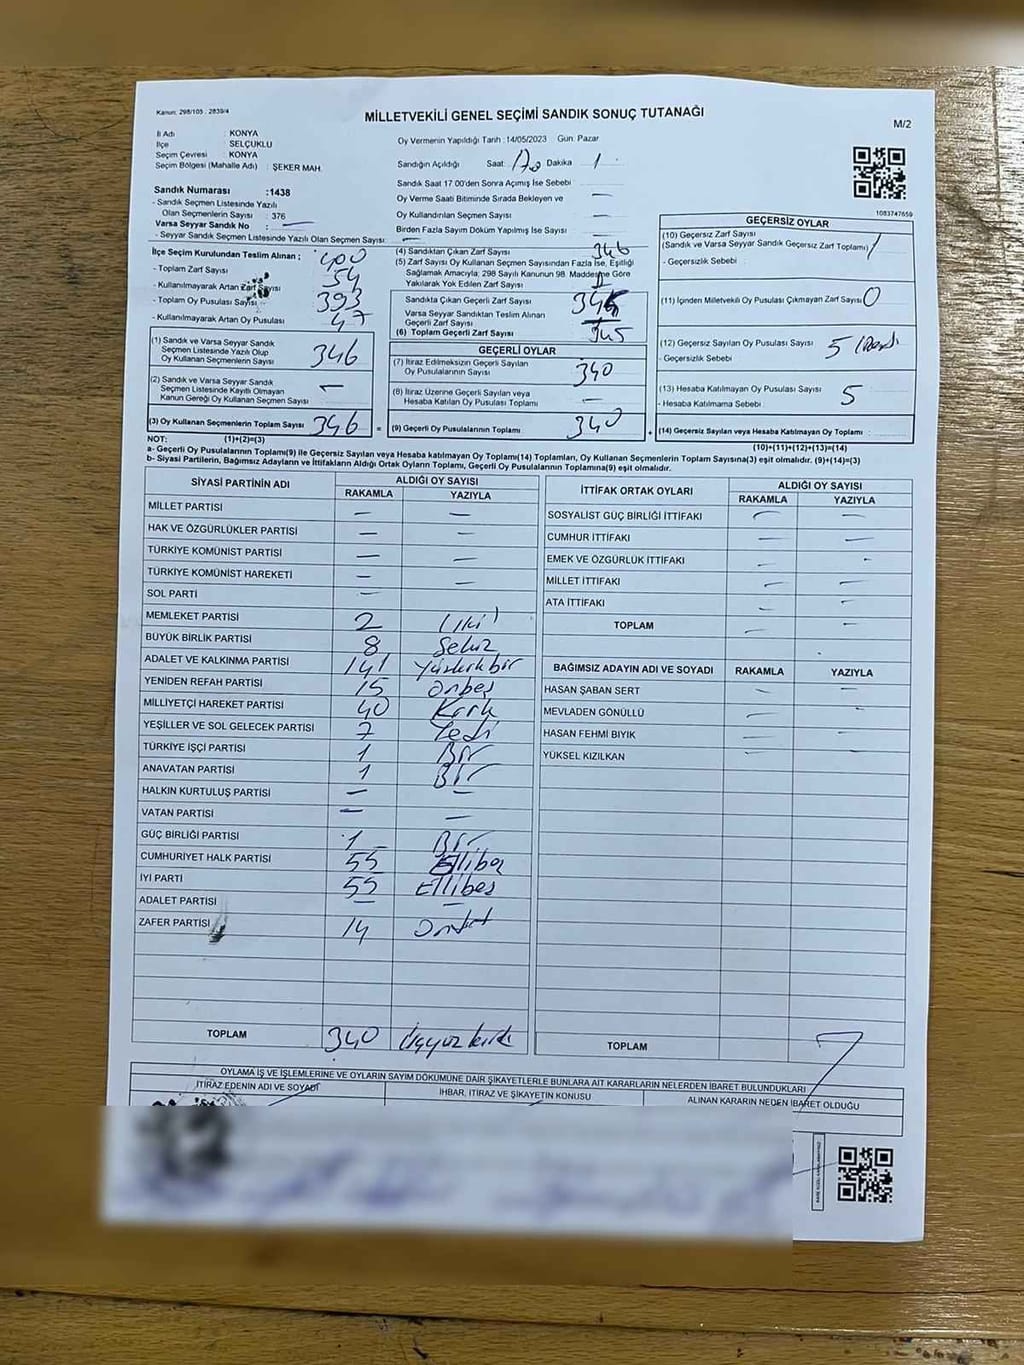 Kanun: 298/105 , 2839/4
MİLLETVEKİLİ GENEL SEÇİMİ SANDIK SONUÇ TUTANAĞI
M/2
İl Adı : KONYA
İlçe : SELÇUKLU
Seçim Çevresi : KONYA
Seçim Bölgesi (Mahalle Adı) : ŞEKER MAH.
Sandık Numarası :1438
- Sandık Seçmen Listesinde Yazılı
Olan Seçmenlerin Sayısı : 376
Varsa Seyyar Sandık No : —
- Seyyar Sandık Seçmen Listesinde Yazılı Olan Seçmen Sayısı: —
Oy Vermenin Yapıldığı Tarih :14/05/2023 Gün. Pazar
Sandığın Açıldığı Saat: Dakika
Sandık Saat 17 00'den Sonra Açımış İse Sebebi
Oy Verme Saati Bitiminde Sırada Bekleyen ve —
Oy Kullandırılan Seçmen Sayısı —
Birden Fazla Sayım Döküm Yapılmış İse Sayısı —
1083747659
İlçe Seçim Kurulundan Teslim Alınan ;
- Toplam Zarf Sayısı 400
- Kullanılmayarak Artan Zarf Sayısı 54
- Toplam Oy Pusulası Sayısı 393
- Kullanılmayarak Artan Oy Pusulası 47
(1) Sandık ve Varsa Seyyar Sandık
Seçmen Listesinde Yazılı Olup
Oy Kullanan Seçmenlerin Sayısı 346
(2) Sandık ve Varsa Seyyar Sandık
Seçmen Listesinde Kayıtlı Olmayan
Kanun Gereği Oy Kullanan Seçmen Sayısı —
(3) Oy Kullanan Seçmenlerin Toplam Sayısı 346 =
(4) Sandıktan Çıkan Zarf Sayısı 346
(5) Zarf Sayısı Oy Kullanan Seçmen Sayısından Fazla İse, Eşitliği
Sağlamak Amacıyla, 298 Sayılı Kanunun 98. Maddesine Göre
Yakılarak Yok Edilen Zarf Sayısı
Sandıkta Çıkan Geçerli Zarf Sayısı
Varsa Seyyar Sandıktan Teslim Alınan
Geçerli Zarf Sayısı
(6) Toplam Geçerli Zarf Sayısı 345
GEÇERLİ OYLAR
(7) İtiraz Edilmeksizin Geçerli Sayılan
Oy Pusulalarının Sayısı 340
(8) İtiraz Üzerine Geçerli Sayılan veya
Hesaba Katılan Oy Pusulası Toplamı —
(9) Geçerli Oy Pusulalarının Toplamı 340 +
GEÇERSİZ OYLAR
(10) Geçersiz Zarf Sayısı
(Sandık ve Varsa Seyyar Sandık Geçersiz Zarf Toplamı) 1
- Geçersizlik Sebebi
(11) İçinden Milletvekili Oy Pusulası Çıkmayan Zarf Sayısı 0
(12) Geçersiz Sayılan Oy Pusulası Sayısı 5
- Geçersizlik Sebebi
(13) Hesaba Katılmayan Oy Pusulası Sayısı 5
- Hesaba Katılmama Sebebi
(14) Geçersiz Sayılan veya Hesaba Katılmayan Oy Toplamı
NOT: (1)+(2)=(3)
(10)+(11)+(12)+(13)=(14)
a- Geçerli Oy Pusulalarının Toplamı(9) ile Geçersiz Sayılan veya Hesaba katılmayan Oy Toplamı(14) Toplamları, Oy Kullanan Seçmenlerin Toplam Sayısına(3) eşit olmalıdır. (9)+(14)=(3)
b- Siyasi Partilerin, Bağımsız Adayların ve İttifakların Aldığı Ortak Oyların Toplamı, Geçerli Oy Pusulalarının Toplamına(9) eşit olmalıdır.
SİYASİ PARTİNİN ADI
ALDIĞI OY SAYISI
RAKAMLA YAZIYLA
MİLLET PARTİSİ — —
HAK VE ÖZGÜRLÜKLER PARTİSİ — —
TÜRKİYE KOMÜNİST PARTİSİ — —
TÜRKİYE KOMÜNİST HAREKETİ — —
SOL PARTİ —
MEMLEKET PARTİSİ 2 (iki)
BÜYÜK BİRLİK PARTİSİ 8 Sekiz
ADALET VE KALKINMA PARTİSİ 141 Yüzkırkbir
YENİDEN REFAH PARTİSİ 15 Onbeş
MİLLİYETÇİ HAREKET PARTİSİ 40 Kırk
YEŞİLLER VE SOL GELECEK PARTİSİ 7 Yedi
TÜRKİYE İŞÇİ PARTİSİ 1 Bir
ANAVATAN PARTİSİ 1 Bir
HALKIN KURTULUŞ PARTİSİ — —
VATAN PARTİSİ — —
GÜÇ BİRLİĞİ PARTİSİ 1 Bir
CUMHURİYET HALK PARTİSİ 55 Ellibeş
İYİ PARTİ 55 Ellibeş
ADALET PARTİSİ — —
ZAFER PARTİSİ 14 Ondört
TOPLAM 340 Üçyüzkırk
İTTİFAK ORTAK OYLARI
ALDIĞI OY SAYISI
RAKAMLA YAZIYLA
SOSYALİST GÜÇ BİRLİĞİ İTTİFAKI — —
CUMHUR İTTİFAKI — —
EMEK VE ÖZGÜRLÜK İTTİFAKI — -
MİLLET İTTİFAKI — —
ATA İTTİFAKI — —
TOPLAM — —
BAĞIMSIZ ADAYIN ADI VE SOYADI RAKAMLA YAZIYLA
HASAN ŞABAN SERT — —
MEVLADEN GÖNÜLLÜ — —
HASAN FEHMİ BIYIK — —
YÜKSEL KIZILKAN — —
TOPLAM
OYLAMA İŞ VE İŞLEMLERİNE VE OYLARIN SAYIM DÖKÜMÜNE DAİR ŞİKAYETLERLE BUNLARA AİT KARARLARIN NELERDEN İBARET BULUNDUKLARI
İTİRAZ EDENİN ADI VE SOYADI
İHBAR, İTİRAZ VE ŞİKAYETİN KONUSU
ALINAN KARARIN NEDEN İBARET OLDUĞU